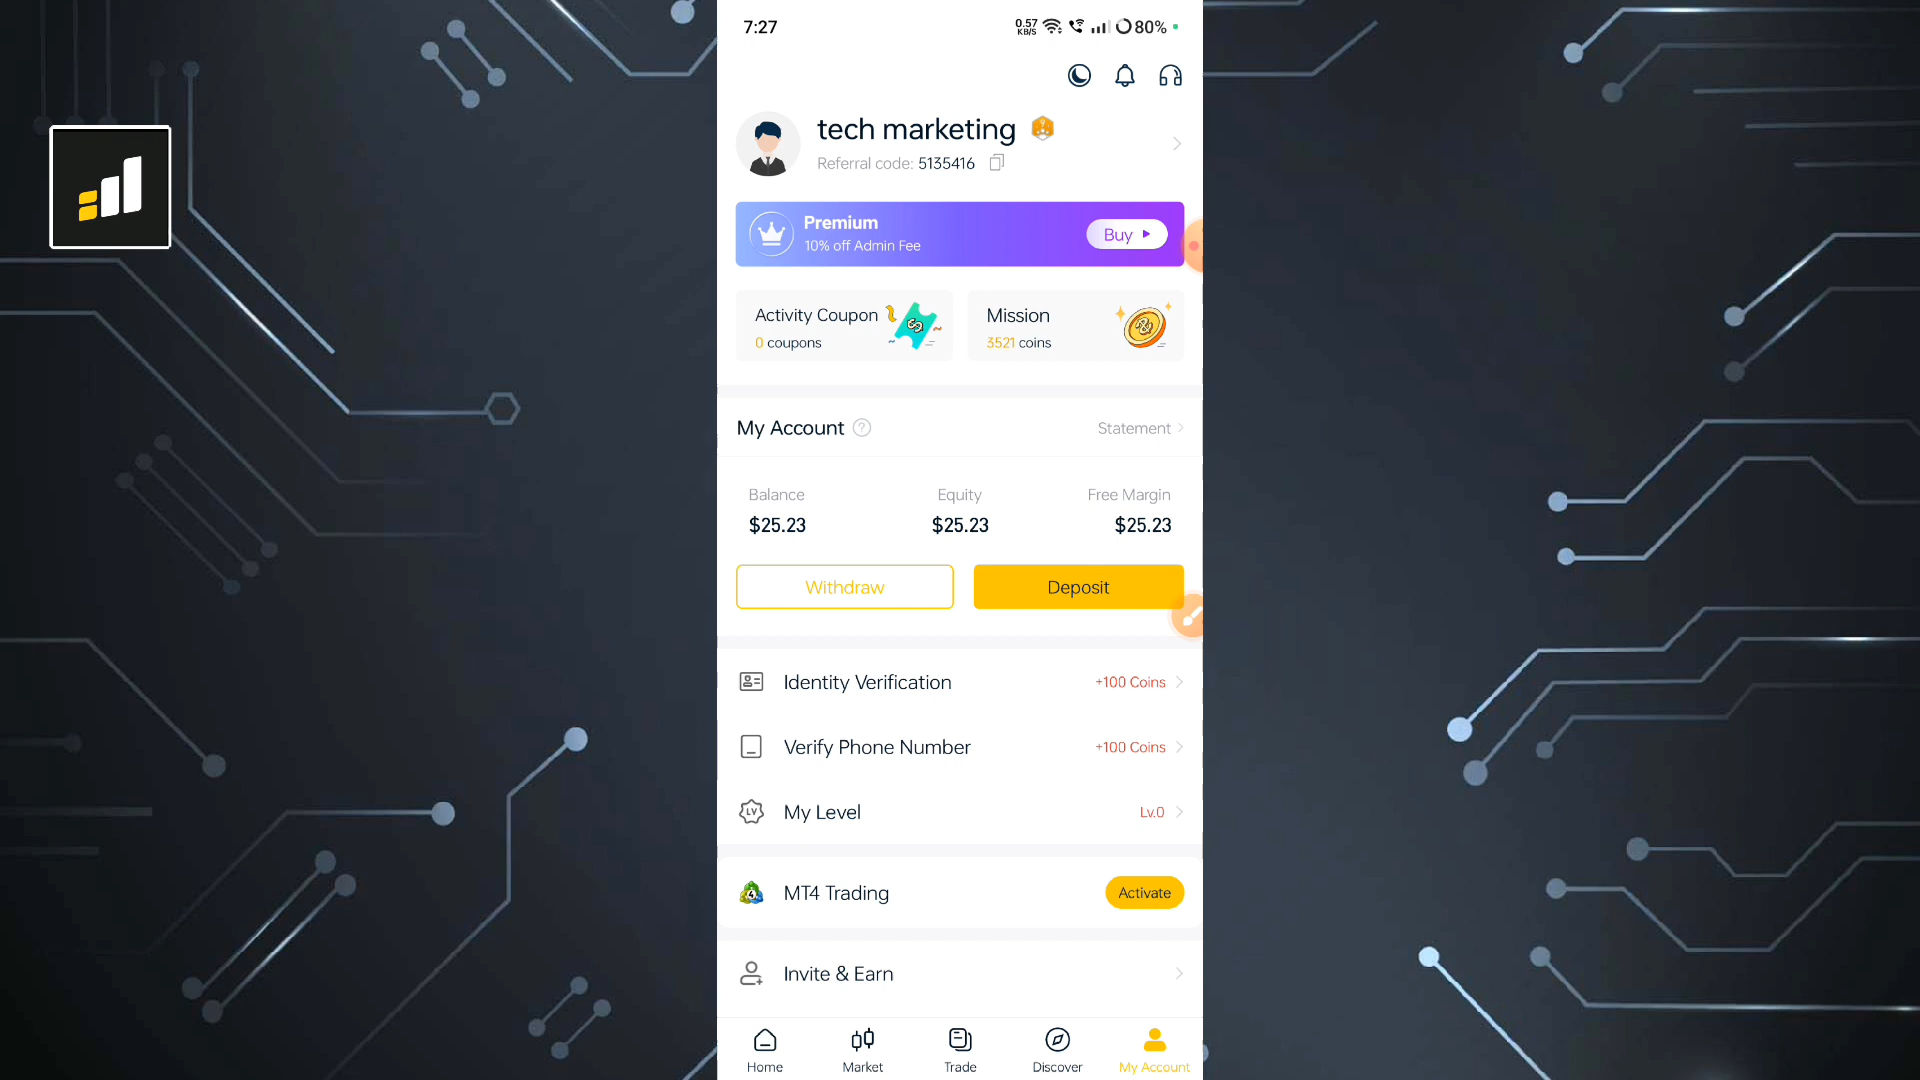 7:27
0.57 KB/S
80%
tech marketing
Referral code: 5135416
Premium
10% off Admin Fee
Buy
Activity Coupon
0 coupons
Mission
3521 coins
My Account ?
Statement
Balance
Equity
Free Margin
$25.23
$25.23
$25.23
Withdraw
Deposit
Identity Verification
+100 Coins
Verify Phone Number
+100 Coins
LV
My Level
Lv.0
4
MT4 Trading
Activate
Invite & Earn
Home
Market
Trade
Discover
My Account